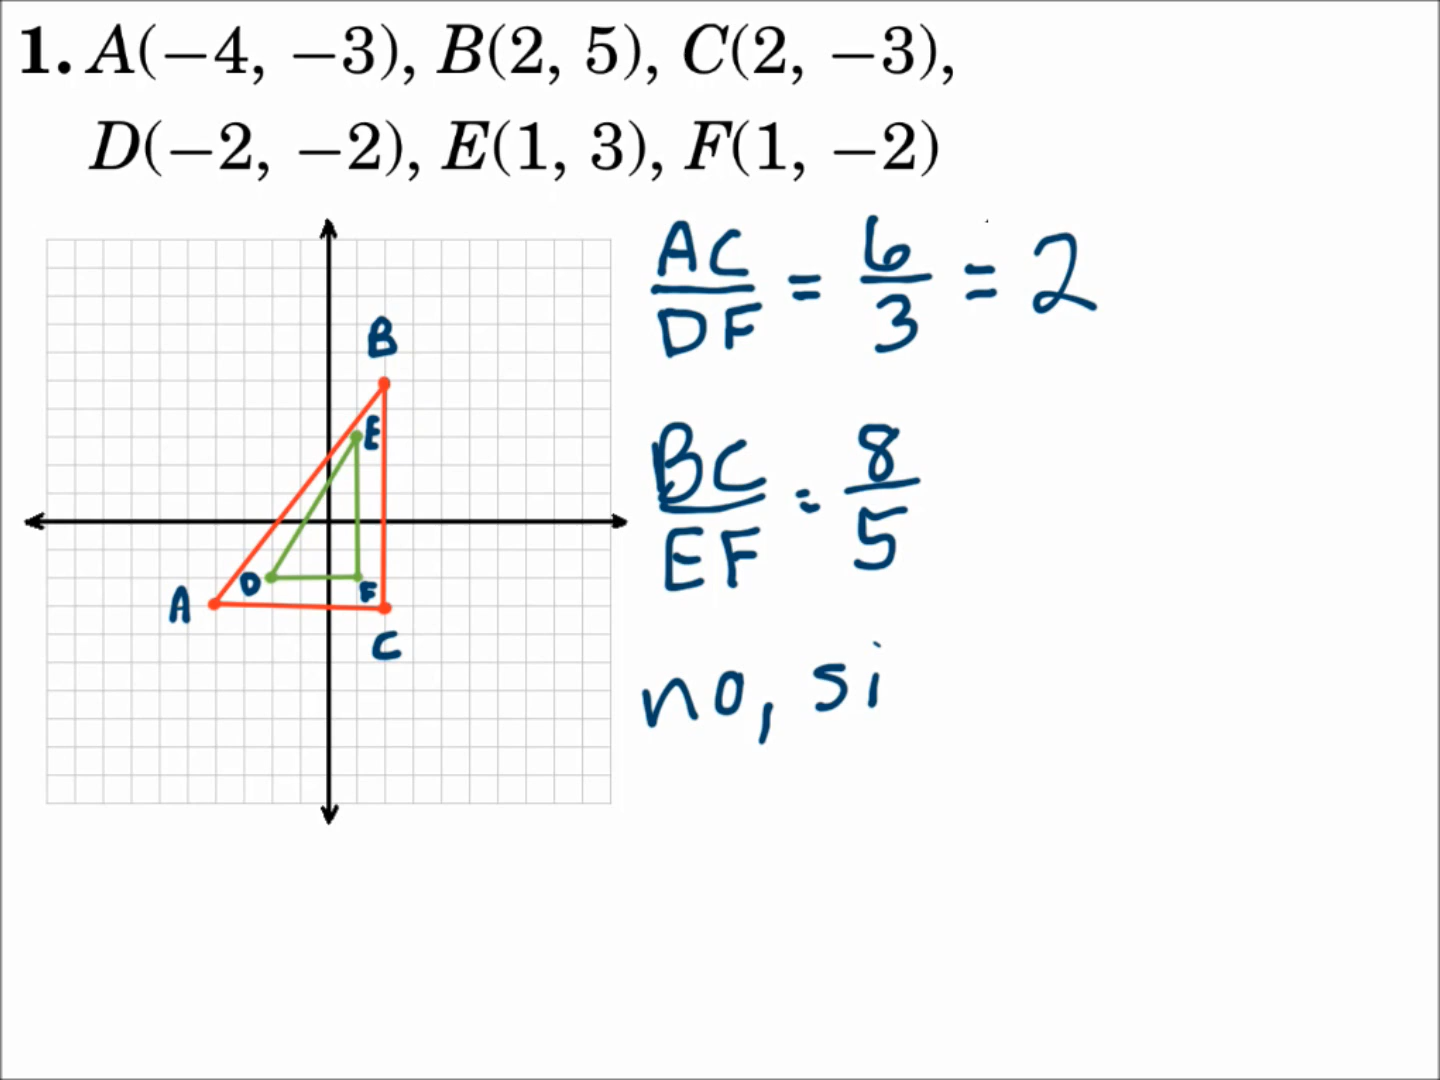 1. A(−4, −3), B(2, 5), C(2, −3),
D(−2, −2), E(1, 3), F(1, −2)
AC/DF = 6/3 = 2
B
E
BC/EF = 8/5
D
F
A
C
no, si